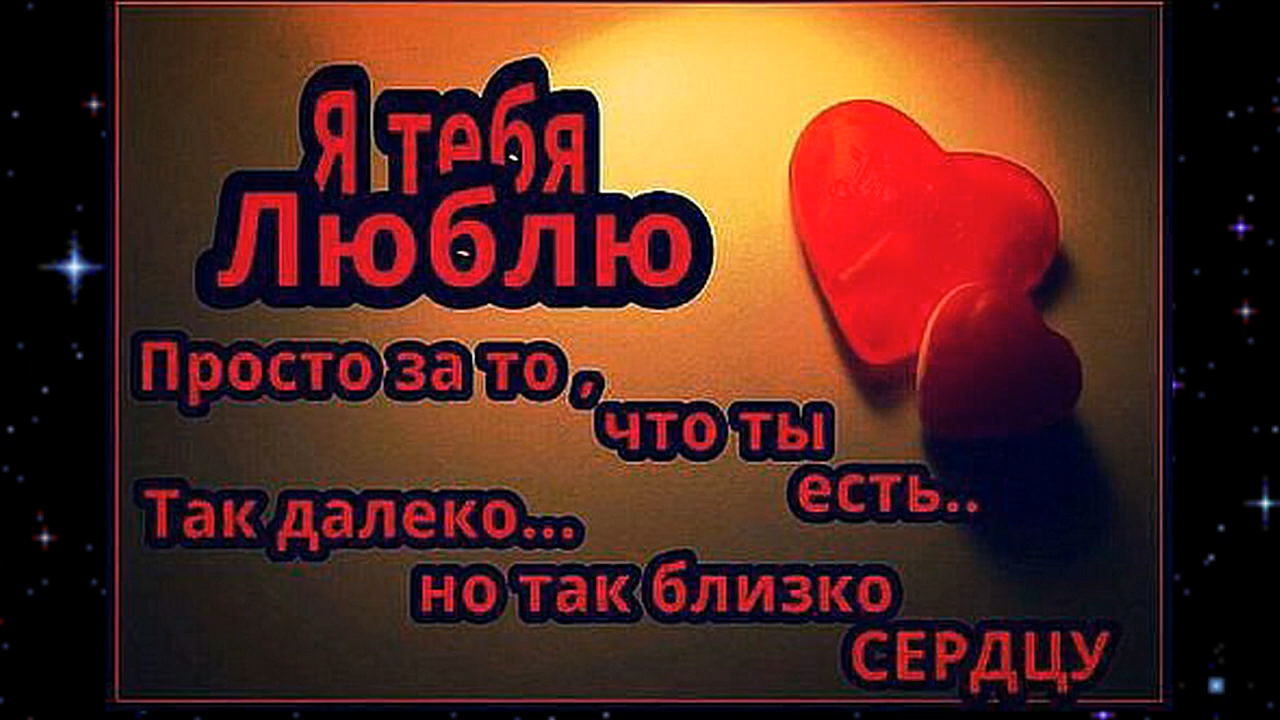 Я тебя
Люблю
Просто за то,
что ты
есть..
Так далеко...
но так близко
СЕРДЦУ